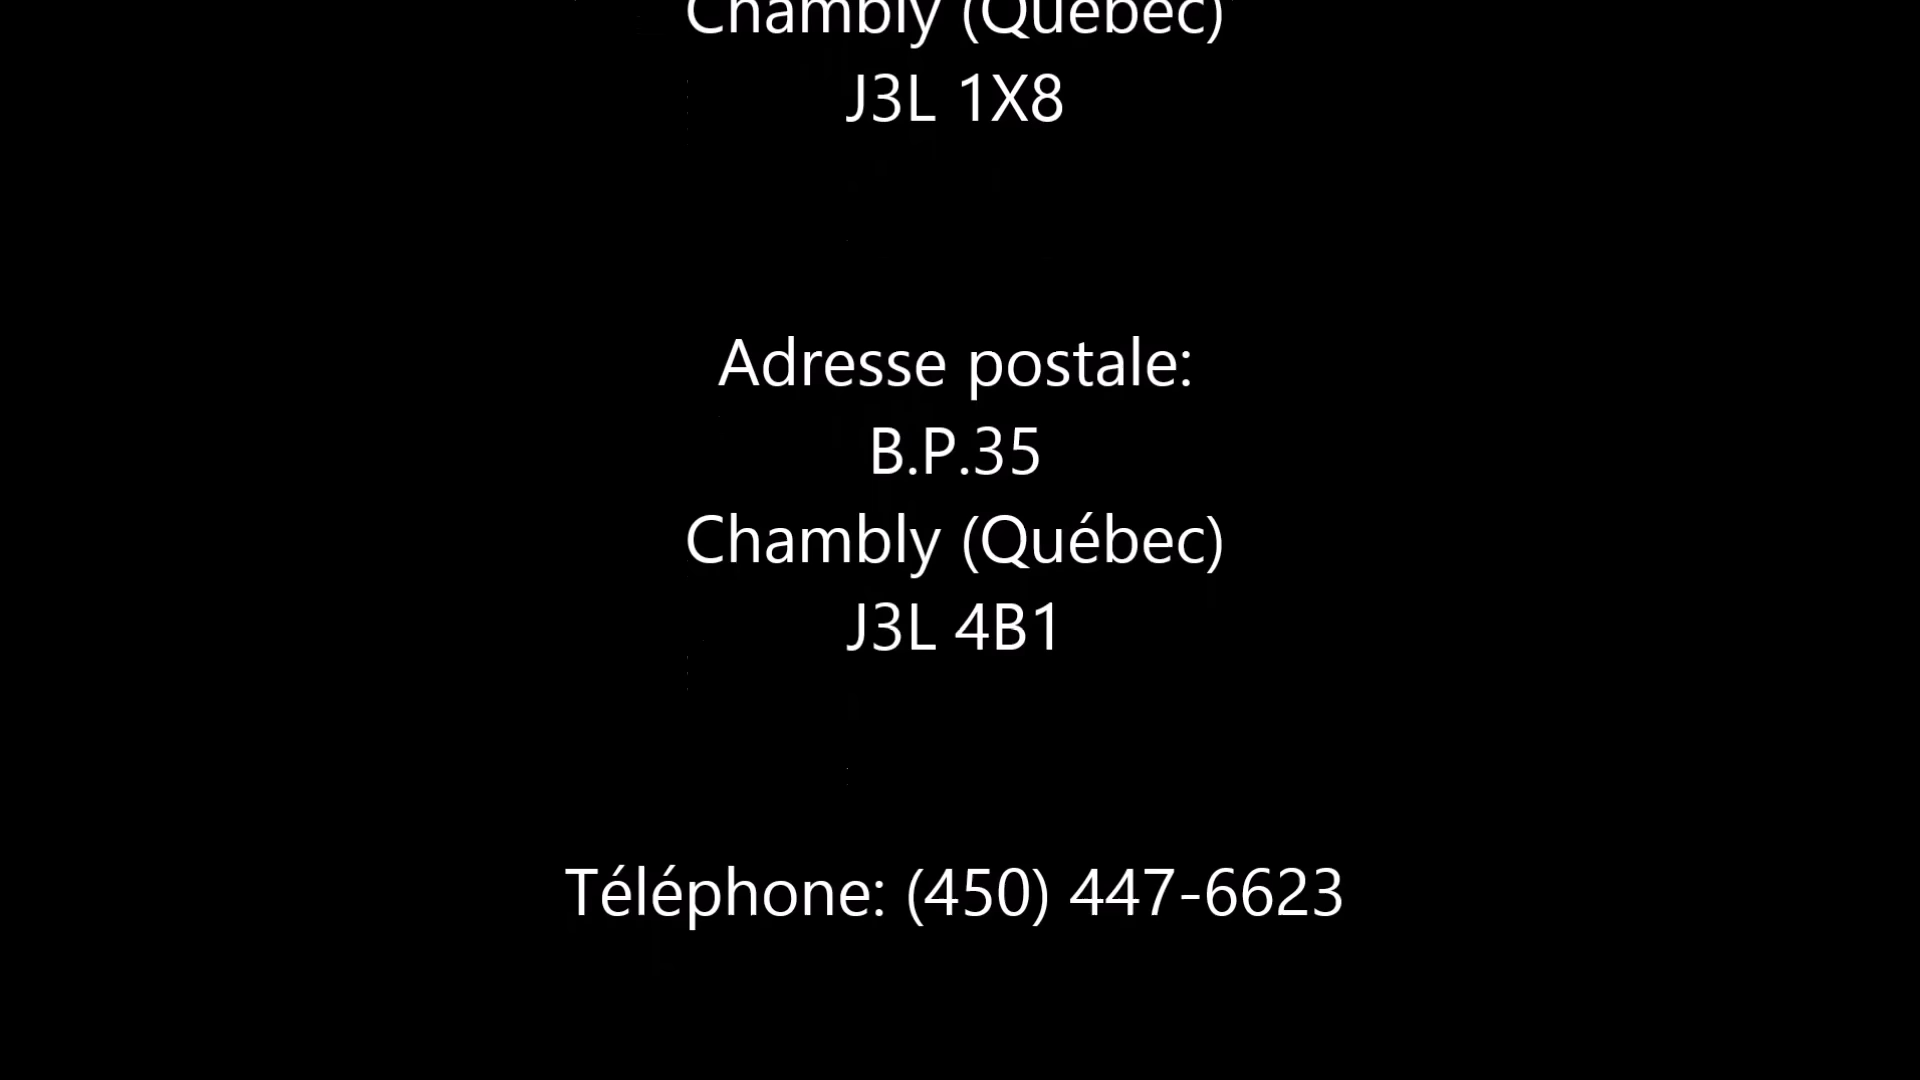 Chambly (Québec)
J3L 1X8
Adresse postale:
B.P.35
Chambly (Québec)
J3L 4B1
Téléphone: (450) 447-6623